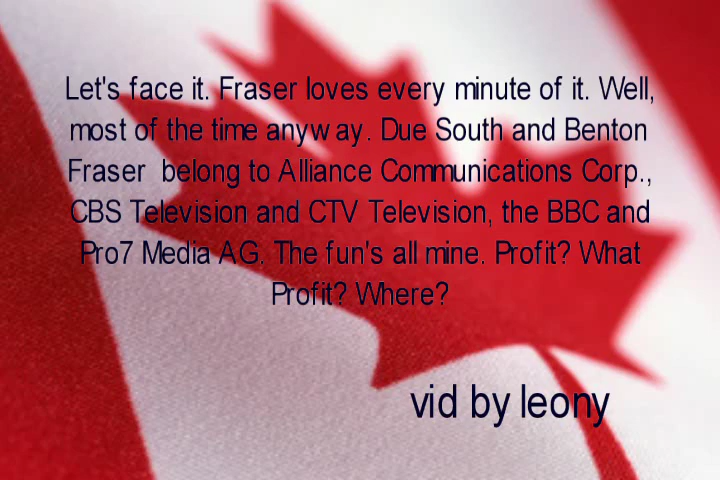 Let's face it. Fraser loves every minute of it. Well,
most of the time anyway. Due South and Benton
Fraser belong to Alliance Communications Corp.,
CBS Television and CTV Television, the BBC and
Pro7 Media AG. The fun's all mine. Profit? What
Profit? Where?
vid by leony